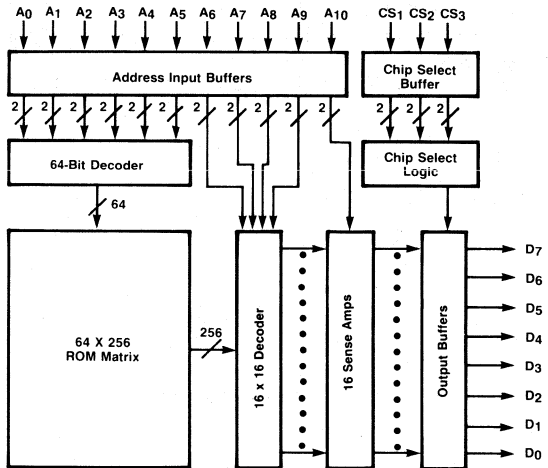 A0 A1 A2 A3 A4 A5 A6 A7 A8 A9 A10 CS1 CS2 CS3
Address Input Buffers
Chip Select
Buffer
2 2 2 2 2 2 2 2 2 2 2 2 2 2
64-Bit Decoder
Chip Select
Logic
64
64 X 256
ROM Matrix
256
16 x 16 Decoder
16 Sense Amps
Output Buffers
D7
D6
D5
D4
D3
D2
D1
D0